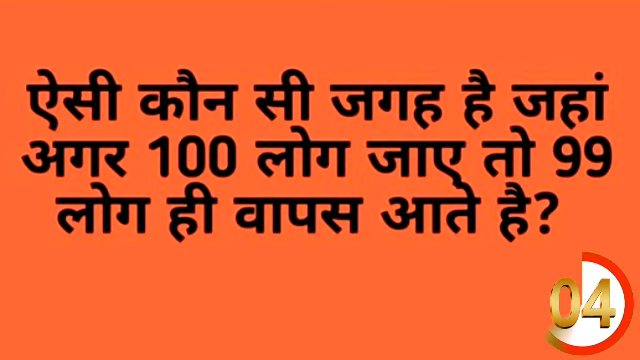 ऐसी कौन सी जगह है जहां
अगर 100 लोग जाए तो 99
लोग ही वापस आते है?
04